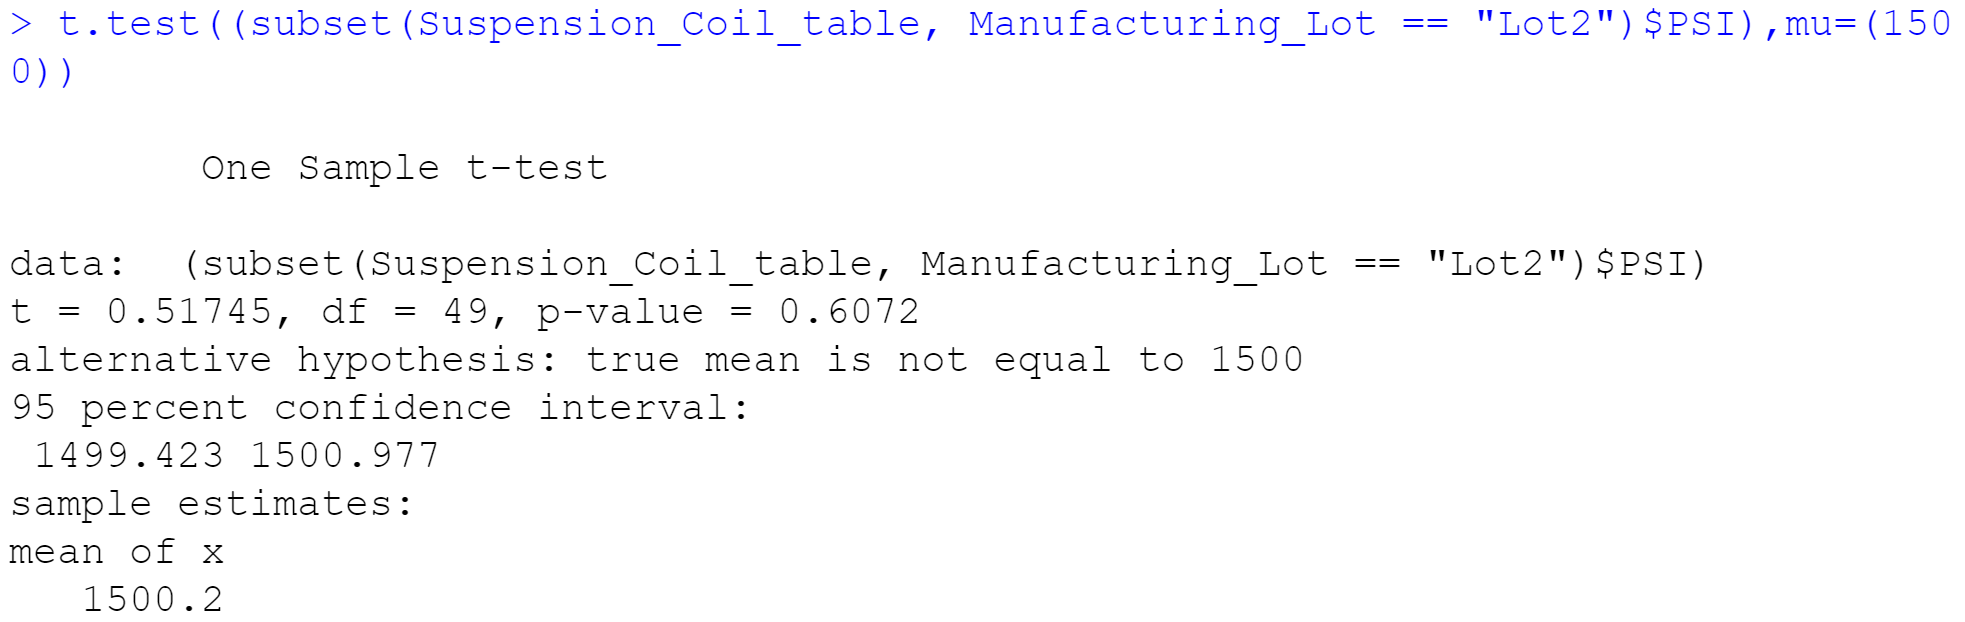 > t.test((subset(Suspension_Coil_table, Manufacturing_Lot == "Lot2")$PSI),mu=(150
0))
One Sample t-test
data:  (subset(Suspension_Coil_table, Manufacturing_Lot == "Lot2")$PSI)
t = 0.51745, df = 49, p-value = 0.6072
alternative hypothesis: true mean is not equal to 1500
95 percent confidence interval:
 1499.423 1500.977
sample estimates:
mean of x
   1500.2